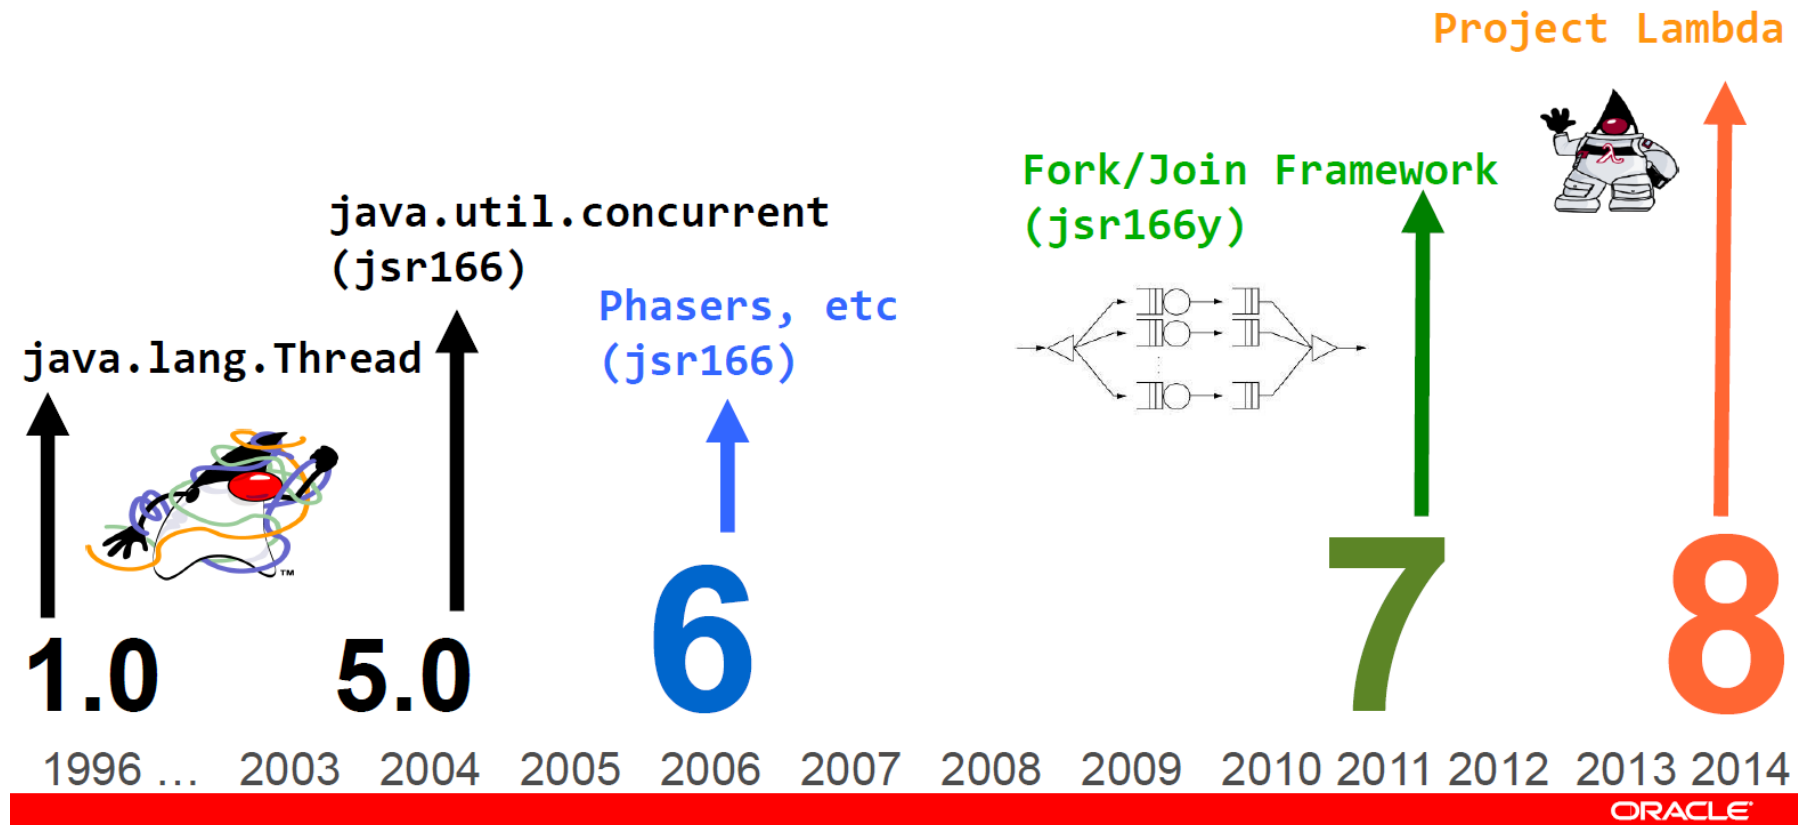 Project Lambda
Fork/Join Framework
(jsr166y)
java.util.concurrent
(jsr166)
Phasers, etc
(jsr166)
java.lang.Thread
λ
TM
1.0
5.0
6
7
8
1996 ... 2003 2004 2005 2006 2007 2008 2009 2010 2011 2012 2013 2014
ORACLE